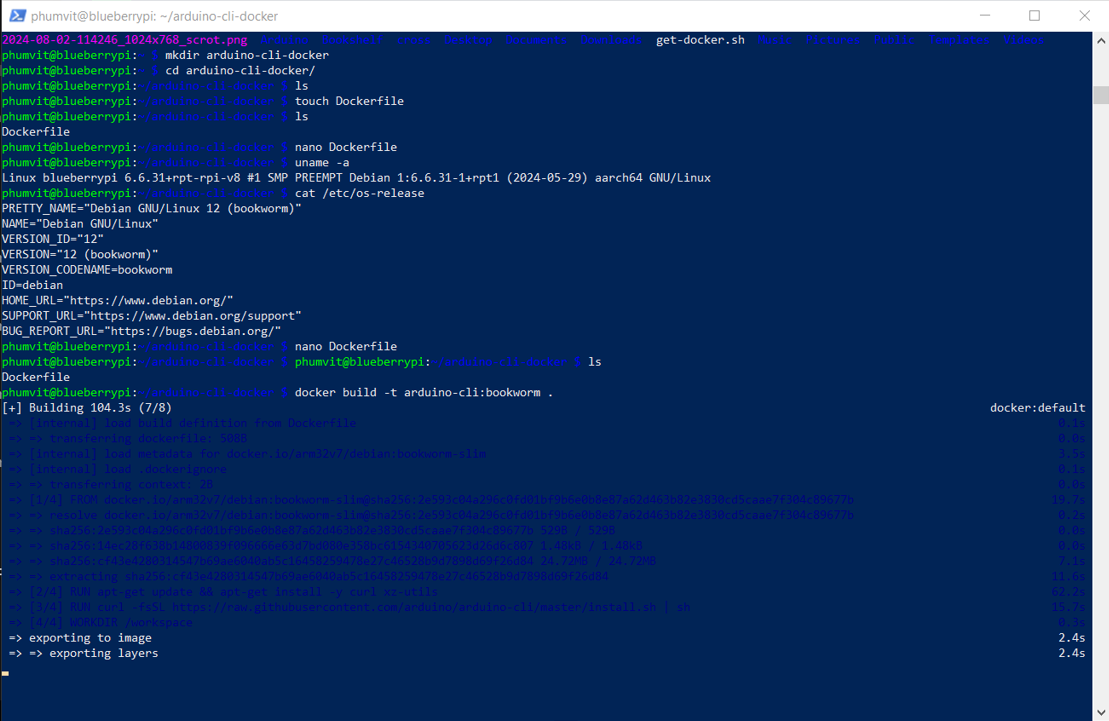 phumvit@blueberrypi: ~/arduino-cli-docker
2024-08-02-114246_1024x768_scrot.png Arduino Bookshelf cross Desktop Documents Downloads get-docker.sh Music Pictures Public Templates Videos
phumvit@blueberrypi:~ $ mkdir arduino-cli-docker
phumvit@blueberrypi:~ $ cd arduino-cli-docker/
phumvit@blueberrypi:~/arduino-cli-docker $ ls
phumvit@blueberrypi:~/arduino-cli-docker $ touch Dockerfile
phumvit@blueberrypi:~/arduino-cli-docker $ ls
Dockerfile
phumvit@blueberrypi:~/arduino-cli-docker $ nano Dockerfile
phumvit@blueberrypi:~/arduino-cli-docker $ uname -a
Linux blueberrypi 6.6.31+rpt-rpi-v8 #1 SMP PREEMPT Debian 1:6.6.31-1+rpt1 (2024-05-29) aarch64 GNU/Linux
phumvit@blueberrypi:~/arduino-cli-docker $ cat /etc/os-release
PRETTY_NAME="Debian GNU/Linux 12 (bookworm)"
NAME="Debian GNU/Linux"
VERSION_ID="12"
VERSION="12 (bookworm)"
VERSION_CODENAME=bookworm
ID=debian
HOME_URL="https://www.debian.org/"
SUPPORT_URL="https://www.debian.org/support"
BUG_REPORT_URL="https://bugs.debian.org/"
phumvit@blueberrypi:~/arduino-cli-docker $ nano Dockerfile
phumvit@blueberrypi:~/arduino-cli-docker $ phumvit@blueberrypi:~/arduino-cli-docker $ ls
Dockerfile
phumvit@blueberrypi:~/arduino-cli-docker $ docker build -t arduino-cli:bookworm .
[+] Building 104.3s (7/8) docker:default
=> [internal] load build definition from Dockerfile 0.1s
=> => transferring dockerfile: 508B 0.0s
=> [internal] load metadata for docker.io/arm32v7/debian:bookworm-slim 3.5s
=> [internal] load .dockerignore 0.1s
=> => transferring context: 2B 0.0s
=> [1/4] FROM docker.io/arm32v7/debian:bookworm-slim@sha256:2e593c04a296c0fd01bf9b6e0b8e87a62d463b82e3830cd5caae7f304c89677b 19.7s
=> => resolve docker.io/arm32v7/debian:bookworm-slim@sha256:2e593c04a296c0fd01bf9b6e0b8e87a62d463b82e3830cd5caae7f304c89677b 0.2s
=> => sha256:2e593c04a296c0fd01bf9b6e0b8e87a62d463b82e3830cd5caae7f304c89677b 529B / 529B 0.0s
=> => 1.48kB / 1.48kB 0.0s
=> => 24.72MB / 24.72MB 7.1s
=> => extracting 11.6s
=> [2/4] RUN apt-get update && apt-get install -y curl xz-utils 62.2s
=> [3/4] RUN curl -fsSL https://raw.githubusercontent.com/arduino/arduino-cli/master/install.sh | sh 15.7s
=> [4/4] WORKDIR /workspace 0.3s
=> exporting to image 2.4s
=> => exporting layers 2.4s